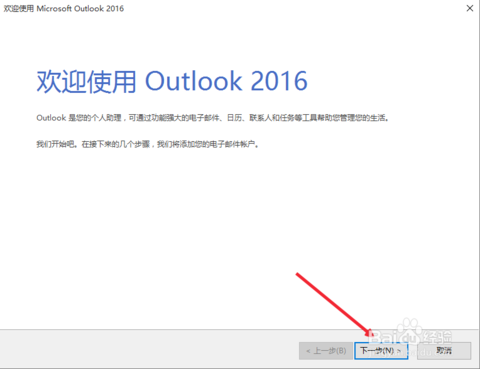 欢迎使用 Microsoft Outlook 2016
欢迎使用 Outlook 2016
Outlook 是您的个人助理，可通过功能强大的电子邮件、日历、联系人和任务等工具帮助您管理您的生活。
我们开始吧。在接下来的几个步骤，我们将添加您的电子邮件帐户。
< 上一步(B) 下一步(N) > 取消
Baidu 经验